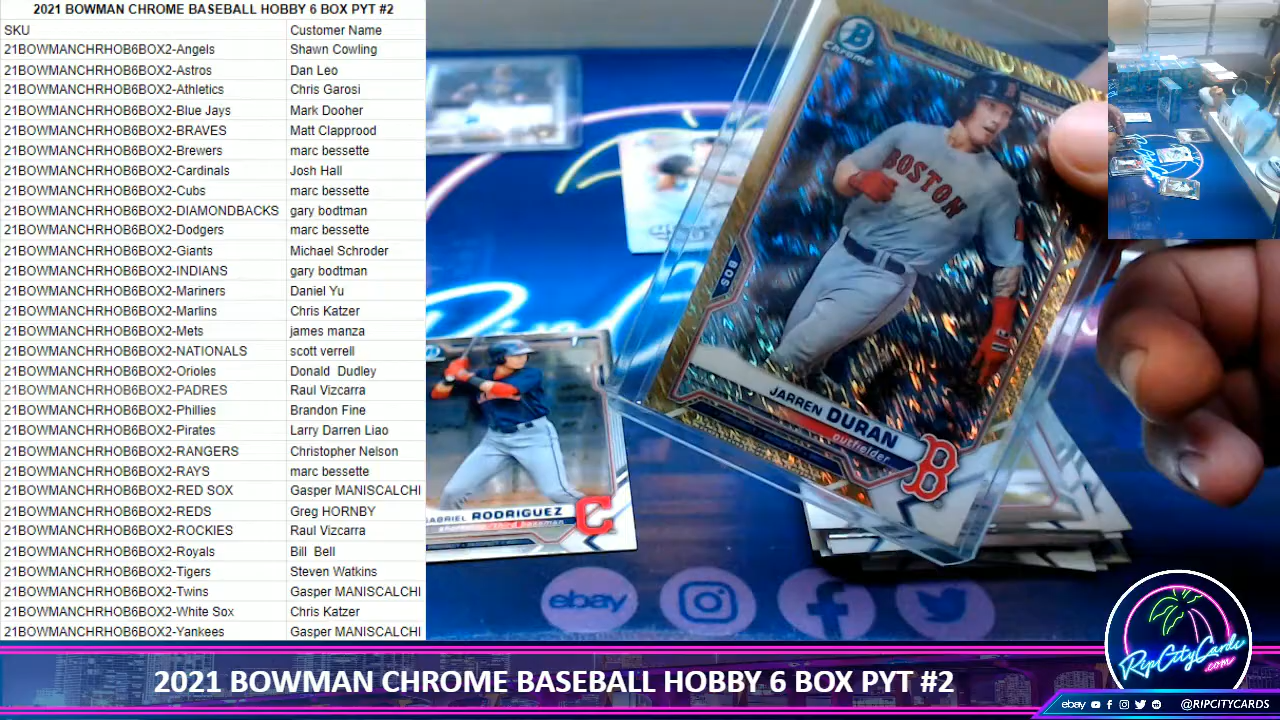 2021 BOWMAN CHROME BASEBALL HOBBY 6 BOX PYT #2
SKU Customer Name
21BOWMANCHRHOB6BOX2-Angels Shawn Cowling
21BOWMANCHRHOB6BOX2-Astros Dan Leo
21BOWMANCHRHOB6BOX2-Athletics Chris Garosi
21BOWMANCHRHOB6BOX2-Blue Jays Mark Dooher
21BOWMANCHRHOB6BOX2-BRAVES Matt Clapprood
21BOWMANCHRHOB6BOX2-Brewers marc bessette
21BOWMANCHRHOB6BOX2-Cardinals Josh Hall
21BOWMANCHRHOB6BOX2-Cubs marc bessette
21BOWMANCHRHOB6BOX2-DIAMONDBACKS gary bodtman
21BOWMANCHRHOB6BOX2-Dodgers marc bessette
21BOWMANCHRHOB6BOX2-Giants Michael Schroder
21BOWMANCHRHOB6BOX2-INDIANS gary bodtman
21BOWMANCHRHOB6BOX2-Mariners Daniel Yu
21BOWMANCHRHOB6BOX2-Marlins Chris Katzer
21BOWMANCHRHOB6BOX2-Mets james manza
21BOWMANCHRHOB6BOX2-NATIONALS scott verrell
21BOWMANCHRHOB6BOX2-Orioles Donald Dudley
21BOWMANCHRHOB6BOX2-PADRES Raul Vizcarra
21BOWMANCHRHOB6BOX2-Phillies Brandon Fine
21BOWMANCHRHOB6BOX2-Pirates Larry Darren Liao
21BOWMANCHRHOB6BOX2-RANGERS Christopher Nelson
21BOWMANCHRHOB6BOX2-RAYS marc bessette
21BOWMANCHRHOB6BOX2-RED SOX Gasper MANISCALCHI
21BOWMANCHRHOB6BOX2-REDS Greg HORNBY
21BOWMANCHRHOB6BOX2-ROCKIES Raul Vizcarra
21BOWMANCHRHOB6BOX2-Royals Bill Bell
21BOWMANCHRHOB6BOX2-Tigers Steven Watkins
21BOWMANCHRHOB6BOX2-Twins Gasper MANISCALCHI
21BOWMANCHRHOB6BOX2-White Sox Chris Katzer
21BOWMANCHRHOB6BOX2-Yankees Gasper MANISCALCHI
B
Chrome
BOSTON
BOS
JARREN DURAN
outfielder
B
GABRIEL RODRIGUEZ
C
ebay
RipCityCards
.com
2021 BOWMAN CHROME BASEBALL HOBBY 6 BOX PYT #2
ebay @RIPCITYCARDS